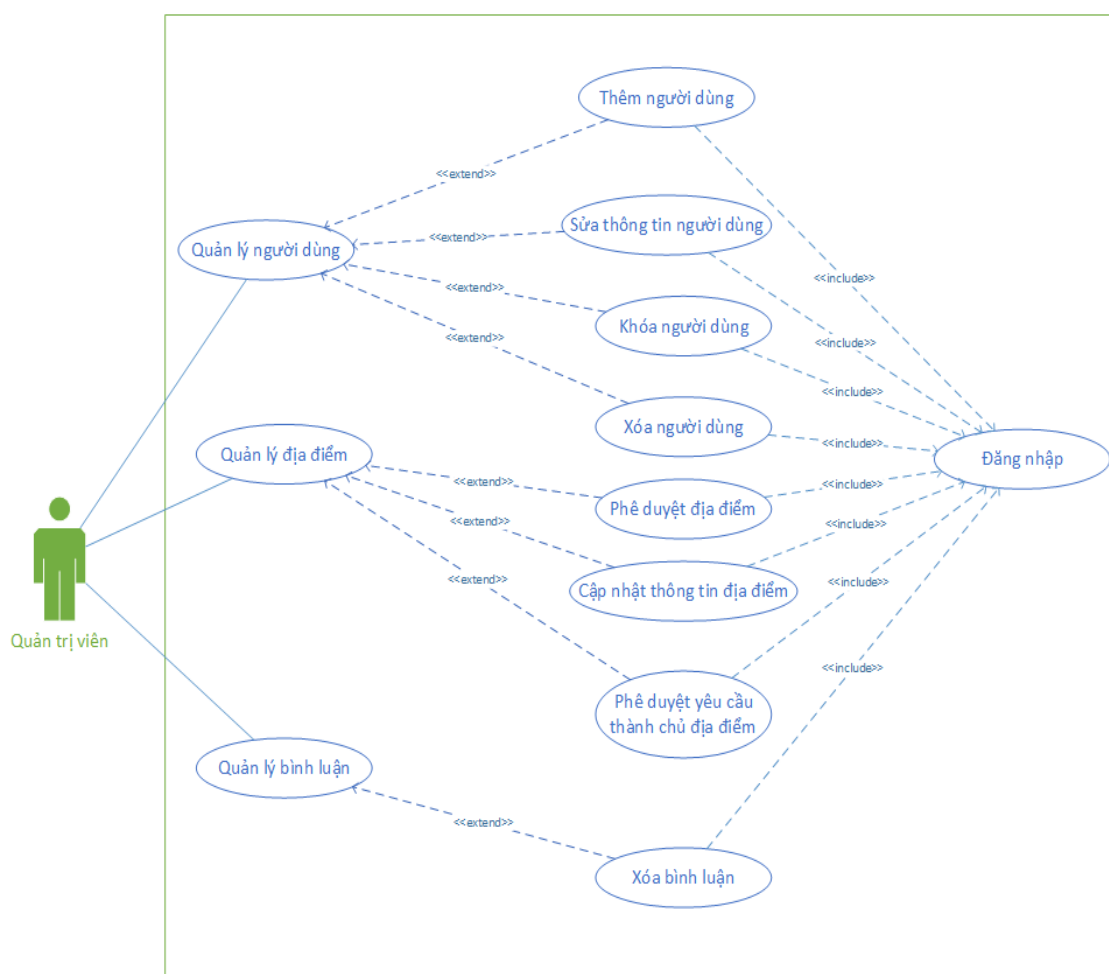 Thêm người dùng
<<extend>>
Sửa thông tin người dùng
Quản lý người dùng
<<extend>>
<<include>>
<<extend>>
Khóa người dùng
<<extend>>
<<include>>
<<include>>
Xóa người dùng
<<include>>
Quản lý địa điểm
Đăng nhập
<<extend>>
<<include>>
Phê duyệt địa điểm
<<extend>>
<<include>>
<<extend>>
<<include>>
Cập nhật thông tin địa điểm
Quản trị viên
<<include>>
Phê duyệt yêu cầu
thành chủ địa điểm
Quản lý bình luận
<<extend>>
Xóa bình luận